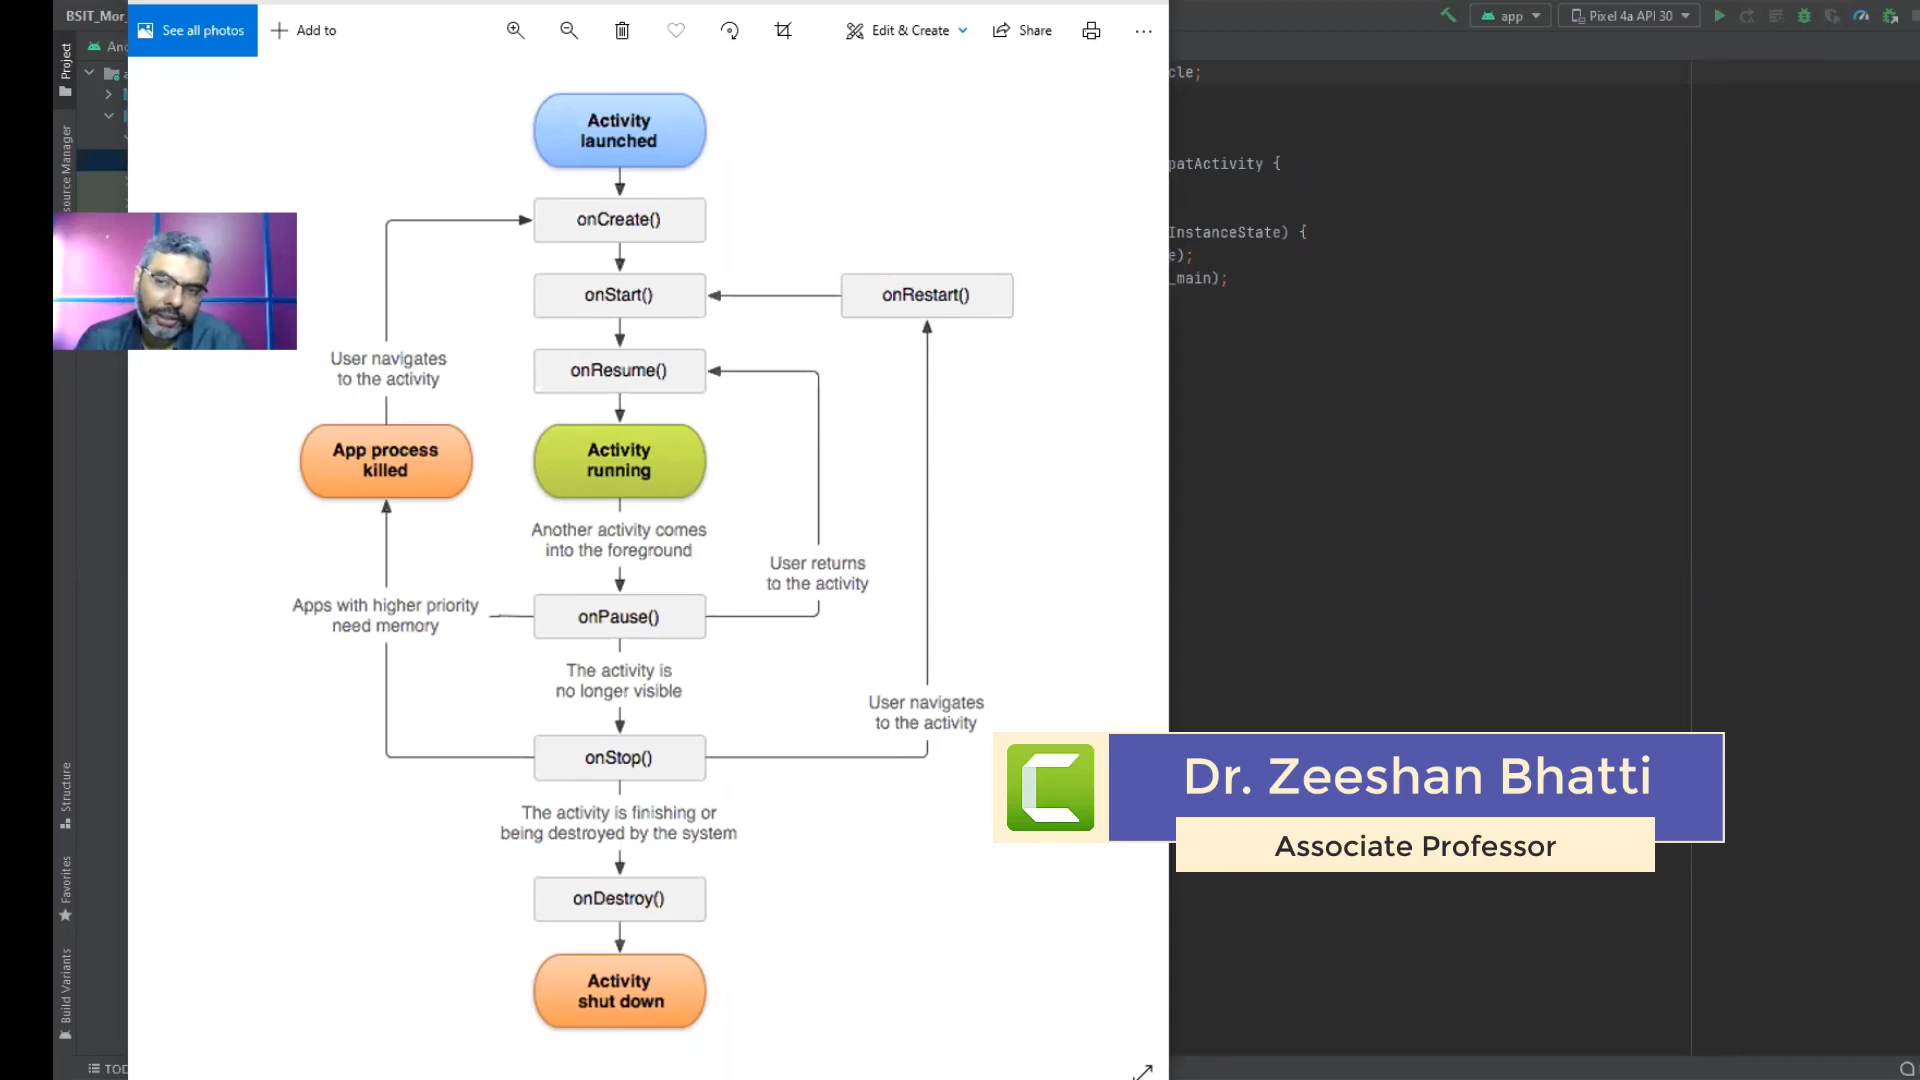 BSIT_Mor
See all photos
Add to
Edit & Create
Share
app
Pixel 4a API 30
Project
cle;
Activity
launched
patActivity {
onCreate()
InstanceState) {
e);
_main);
onStart()
onRestart()
User navigates
to the activity
onResume()
App process
killed
Activity
running
Another activity comes
into the foreground
User returns
to the activity
Apps with higher priority
need memory
onPause()
The activity is
no longer visible
User navigates
to the activity
onStop()
Dr. Zeeshan Bhatti
Associate Professor
The activity is finishing or
being destroyed by the system
onDestroy()
Activity
shut down
source Manager
Structure
Favorites
Build Variants
TOD